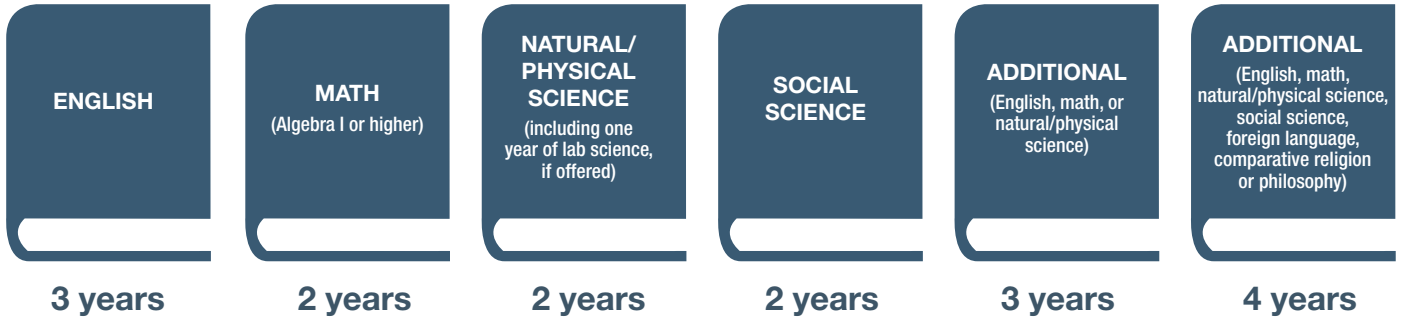 ENGLISH
3 years
MATH
(Algebra I or higher)
2 years
NATURAL/
PHYSICAL
SCIENCE
(including one
year of lab science,
if offered)
2 years
SOCIAL
SCIENCE
2 years
ADDITIONAL
(English, math, or
natural/physical
science)
3 years
ADDITIONAL
(English, math,
natural/physical science,
social science,
foreign language,
comparative religion
or philosophy)
4 years